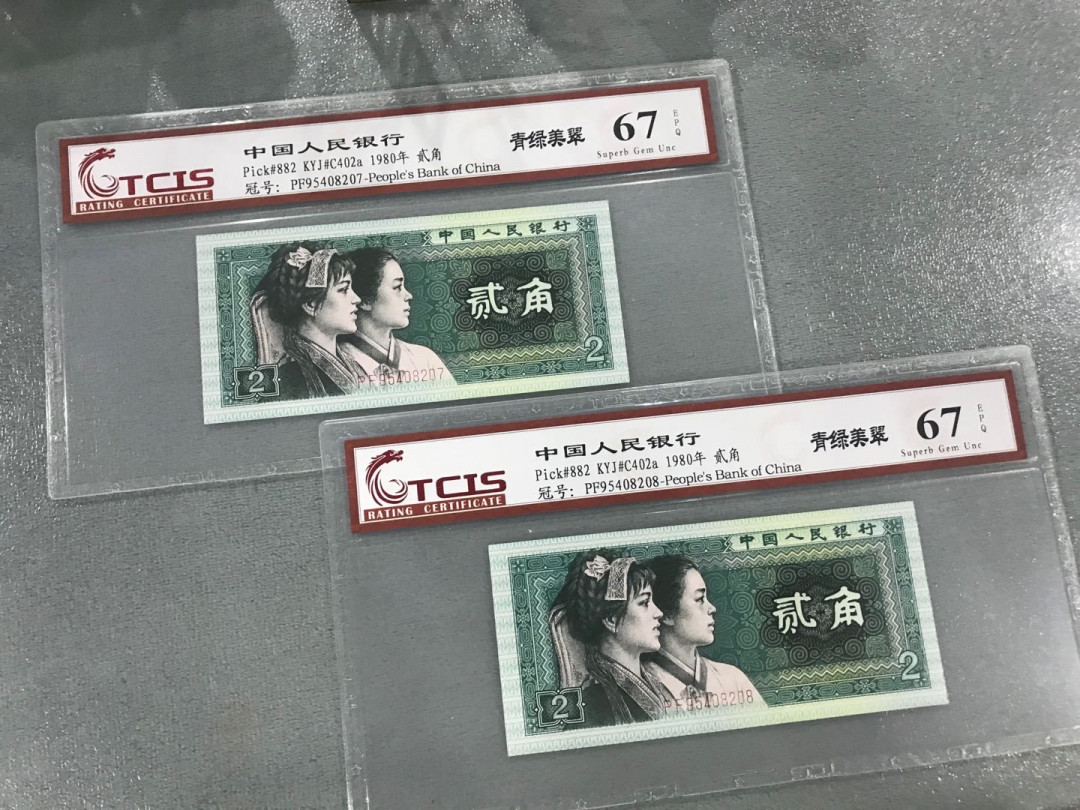 TCIS
RATING CERTIFICATE
中国人民银行
Pick#882 KYJ#C402a 1980年 贰角
冠号: PF95408207-People's Bank of China
青绿美翠
67
EPQ
Superb Gem Unc
中国人民银行
贰角
2
2
PF95408207
TCIS
RATING CERTIFICATE
中国人民银行
Pick#882 KYJ#C402a 1980年 贰角
冠号: PF95408208-People's Bank of China
青绿美翠
67
EPQ
Superb Gem Unc
中国人民银行
贰角
2
2
PF95408208